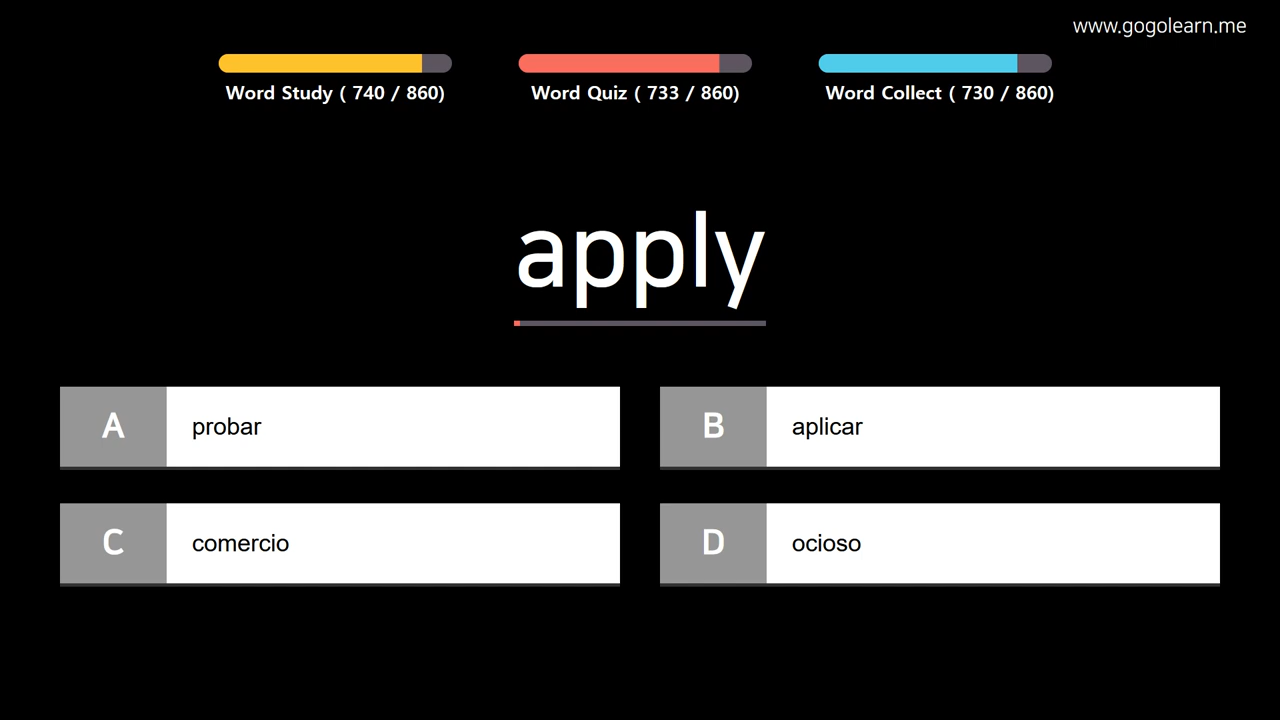 www.gogolearn.me
Word Study ( 740 / 860)
Word Quiz ( 733 / 860)
Word Collect ( 730 / 860)
apply
A probar
B aplicar
C comercio
D ocioso